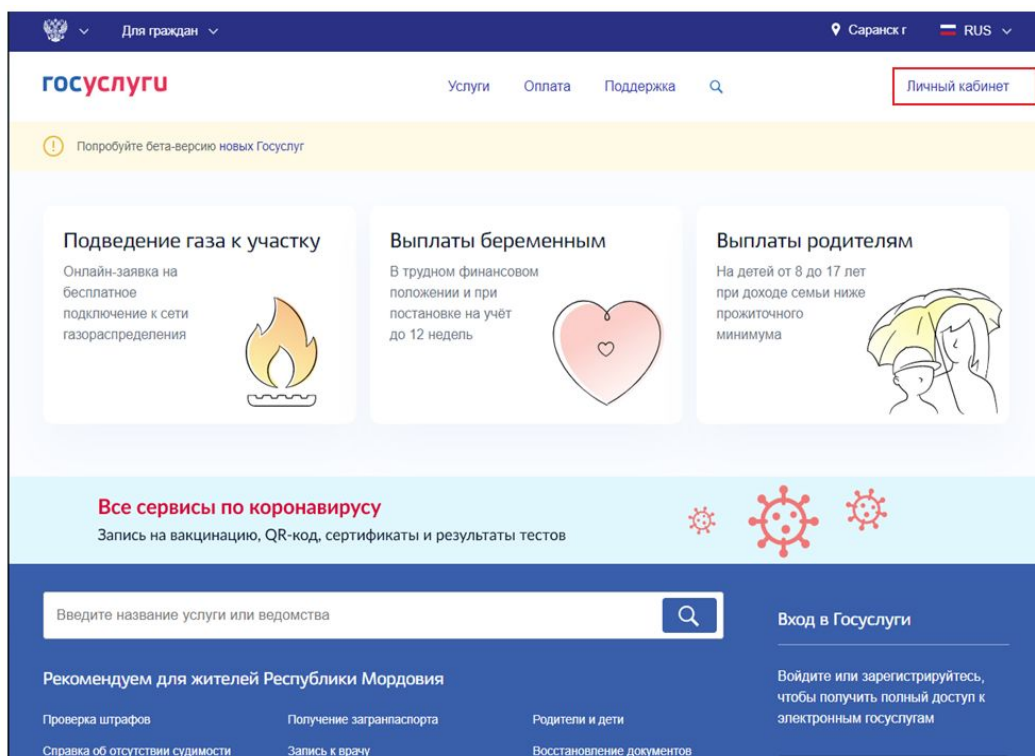 Для граждан
Саранск г
RUS
госуслуги
Услуги
Оплата
Поддержка
Личный кабинет
Попробуйте бета-версию новых Госуслуг
Подведение газа к участку
Онлайн-заявка на
бесплатное
подключение к сети
газораспределения
Выплаты беременным
В трудном финансовом
положении и при
постановке на учёт
до 12 недель
Выплаты родителям
На детей от 8 до 17 лет
при доходе семьи ниже
прожиточного
минимума
Все сервисы по коронавирусу
Запись на вакцинацию, QR-код, сертификаты и результаты тестов
Введите название услуги или ведомства
Рекомендуем для жителей Республики Мордовия
Проверка штрафов
Получение загранпаспорта
Родители и дети
Справка об отсутствии судимости
Запись к врачу
Восстановление документов
Вход в Госуслуги
Войдите или зарегистрируйтесь,
чтобы получить полный доступ к
электронным госуслугам